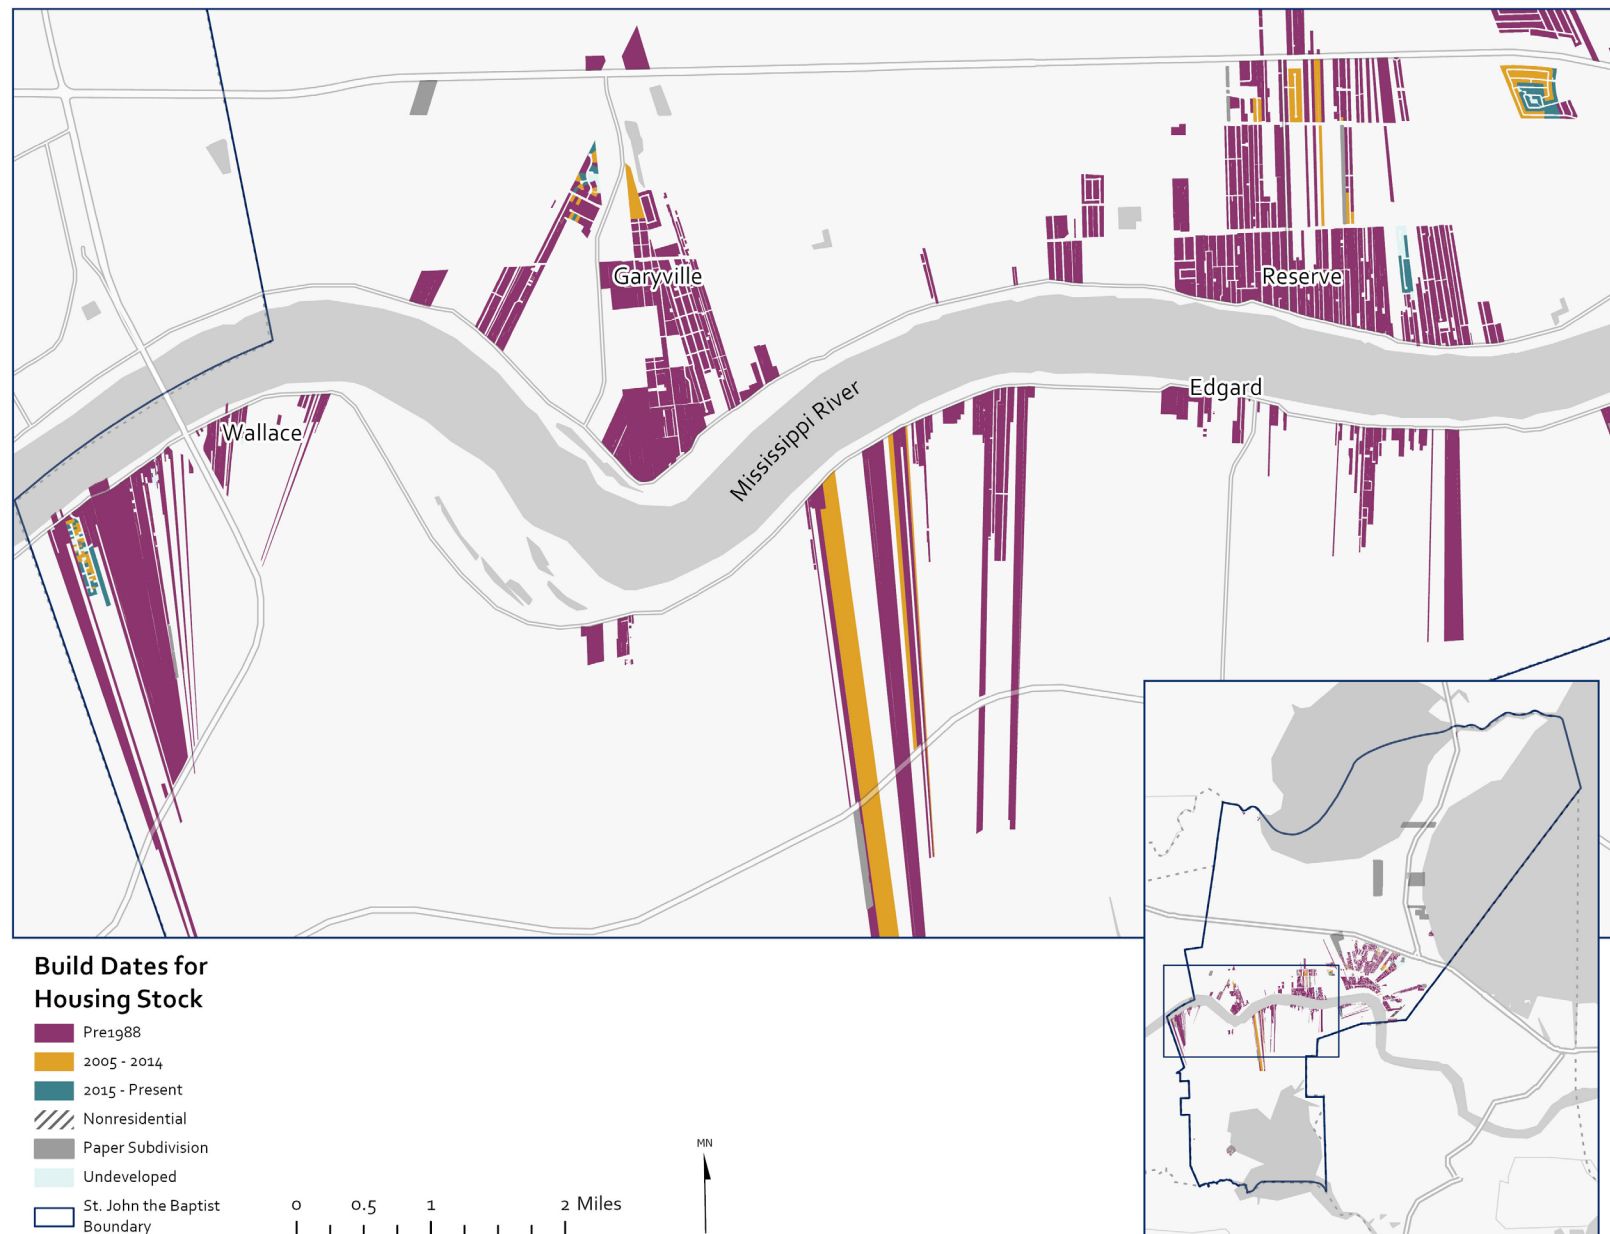 Garyville
Reserve
Edgard
Wallace
Mississippi River
Build Dates for
Housing Stock
Pre1988
2005 - 2014
2015 - Present
Nonresidential
Paper Subdivision
Undeveloped
St. John the Baptist
Boundary
MN
0 0.5 1 2 Miles